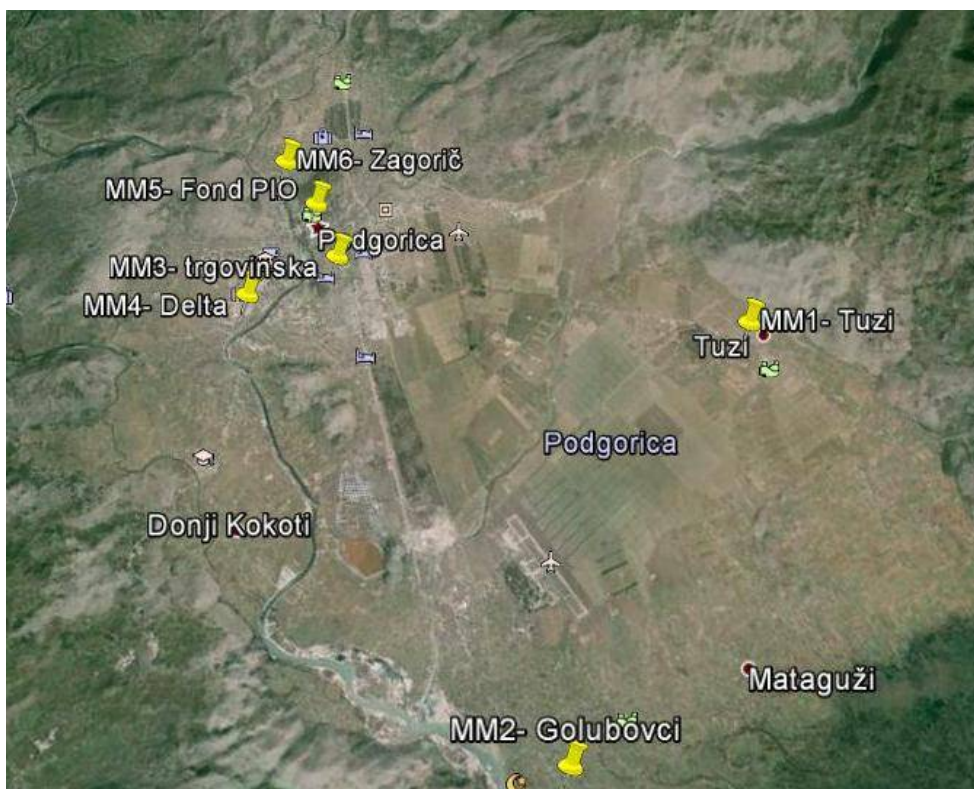 MM6- Zagorič
MM5- Fond PIO
Podgorica
MM3- trgovinska
MM4- Delta
MM1- Tuzi
Tuzi
Podgorica
Donji Kokoti
Mataguži
MM2- Golubovci